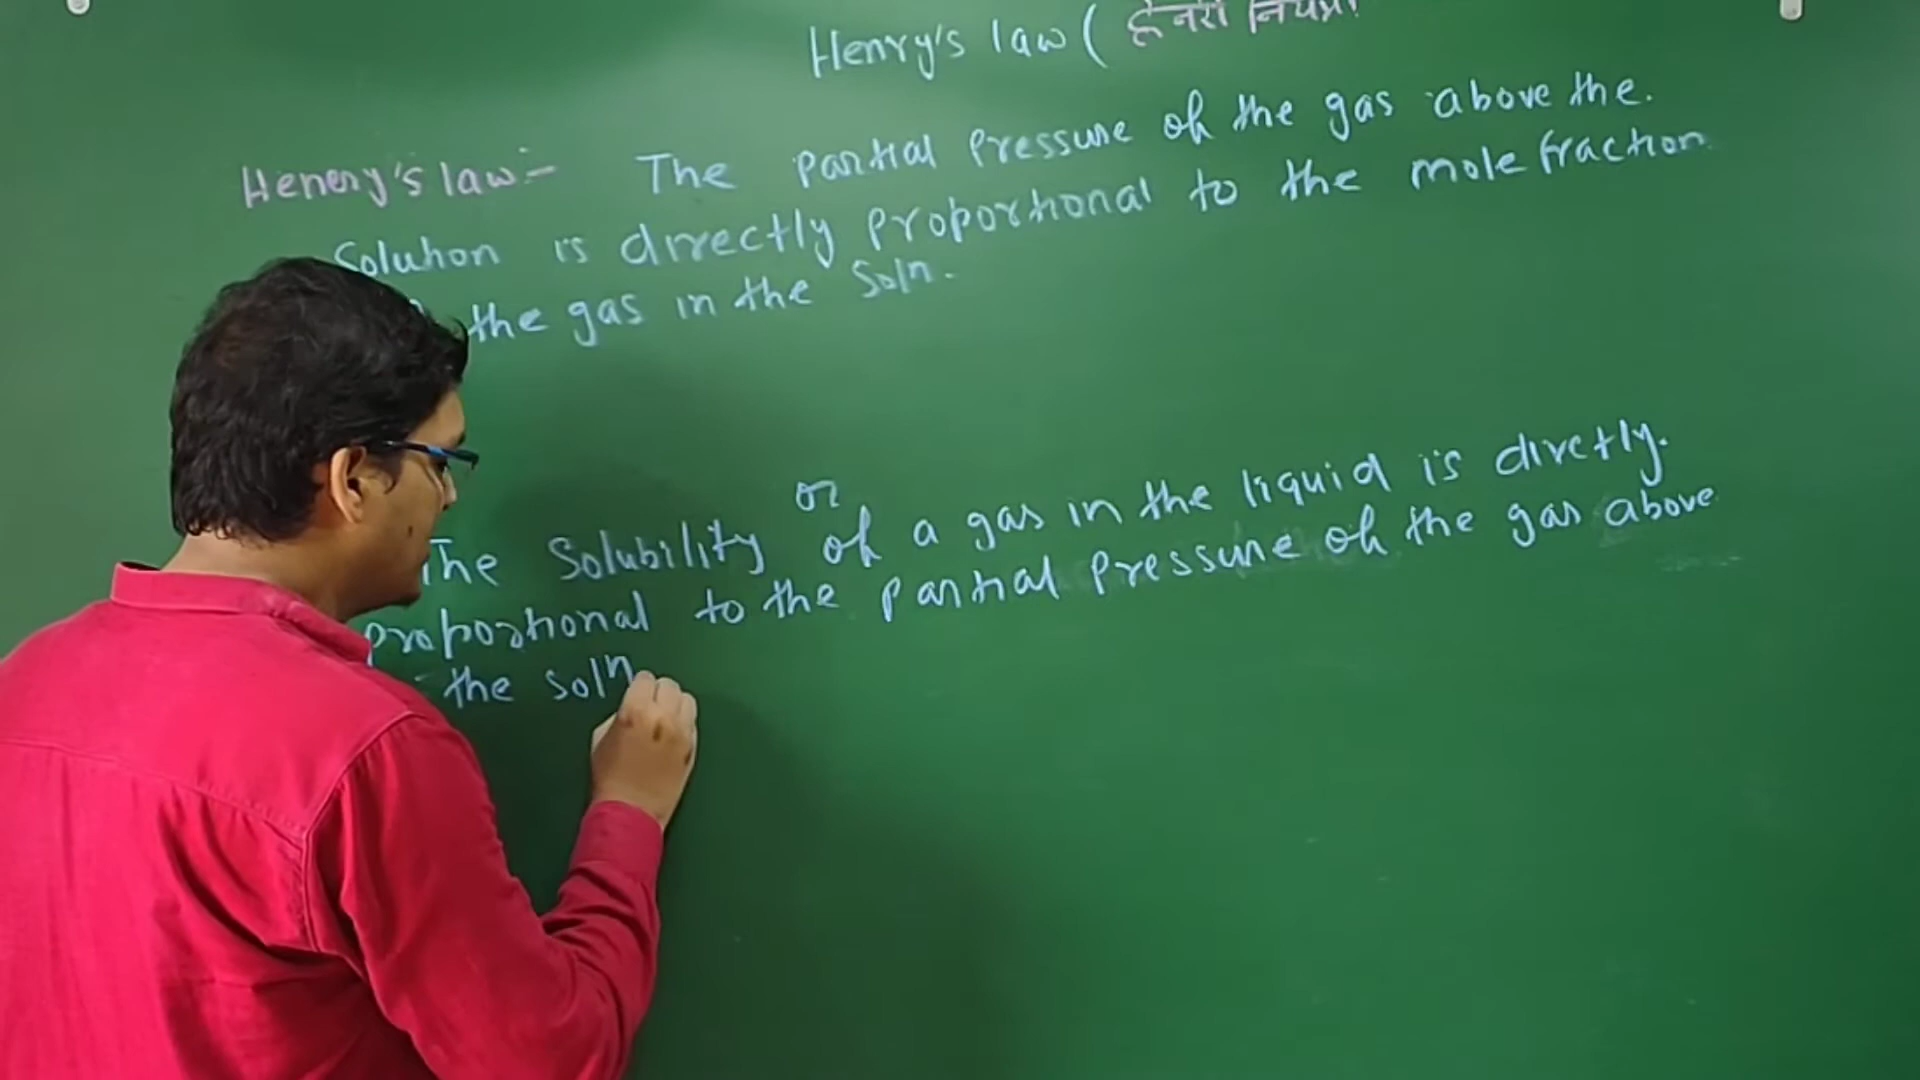 Henry's law ( हेनरी नियम)
Henery's law :- The partial pressure of the gas above the.
Solution is directly proportional to the mole fraction
the gas in the soln.
or
The Solubility of a gas in the liquid is dirctly.
proportional to the partial pressure of the gas above
the soln